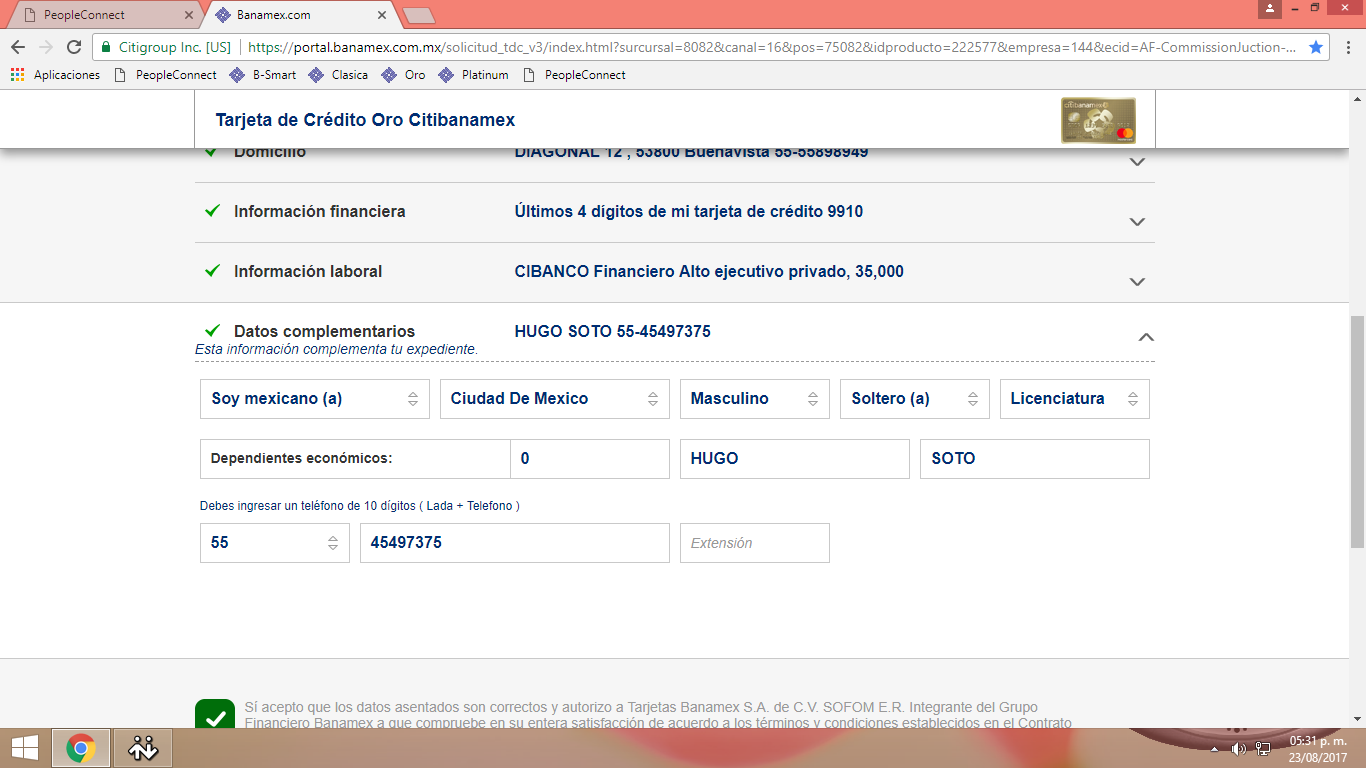 PeopleConnect
Banamex.com
Citigroup Inc. [US]
https://portal.banamex.com.mx/solicitud_tdc_v3/index.html?surcursal=8082&canal=16&pos=75082&idproducto=222577&empresa=144&ecid=AF-CommissionJuction-...
Aplicaciones PeopleConnect B-Smart Clasica Oro Platinum PeopleConnect
Tarjeta de Crédito Oro Citibanamex
citibanamex
Domicilio DIAGONAL 12 , 53800 Buenavista 55-55898949
Información financiera Últimos 4 dígitos de mi tarjeta de crédito 9910
Información laboral CIBANCO Financiero Alto ejecutivo privado, 35,000
Datos complementarios HUGO SOTO 55-45497375
Esta información complementa tu expediente.
Soy mexicano (a) Ciudad De Mexico Masculino Soltero (a) Licenciatura
Dependientes económicos: 0 HUGO SOTO
Debes ingresar un teléfono de 10 dígitos ( Lada + Telefono )
55 45497375 Extensión
Sí acepto que los datos asentados son correctos y autorizo a Tarjetas Banamex S.A. de C.V. SOFOM E.R. Integrante del Grupo
Financiero Banamex a que compruebe en su entera satisfacción de acuerdo a los términos y condiciones establecidos en el Contrato
05:31 p. m.
23/08/2017